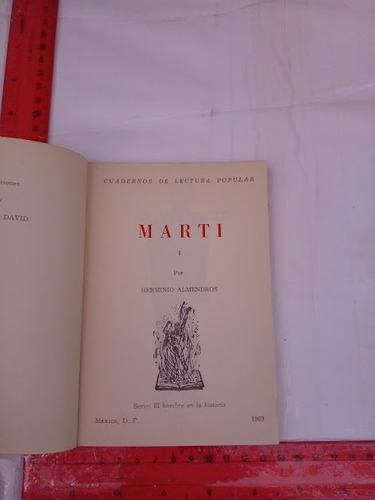 DAVID
CUADERNOS DE LECTURA POPULAR
MARTI
I
Por
HERMINIO ALMENDROS
Serie: El hombre en la historia
México, D. F. 1969